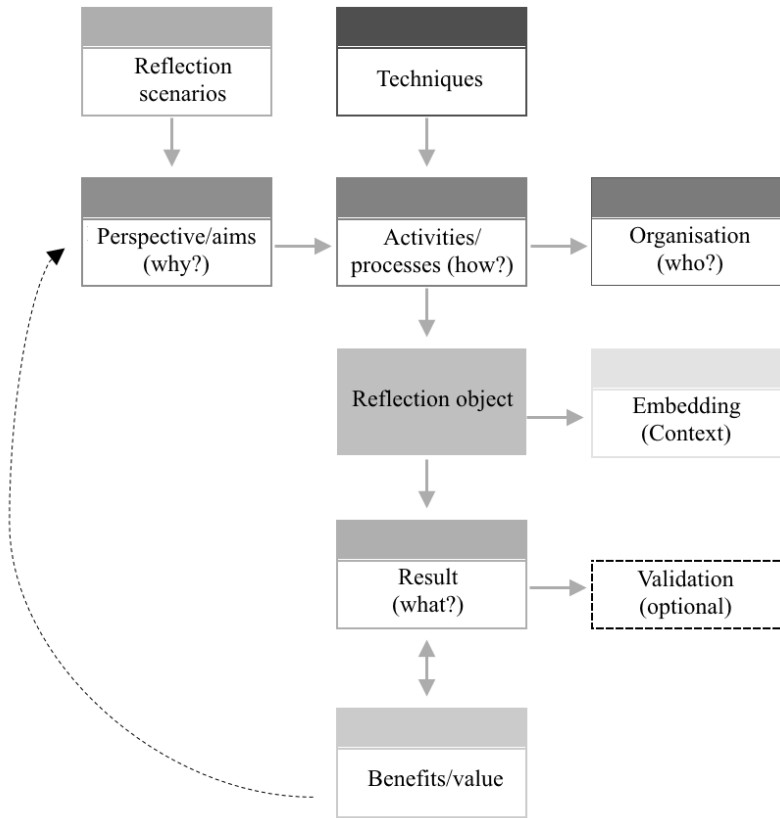 Reflection
scenarios
Techniques
Perspective/aims
(why?)
Activities/
processes (how?)
Organisation
(who?)
Reflection object
Embedding
(Context)
Result
(what?)
Validation
(optional)
Benefits/value